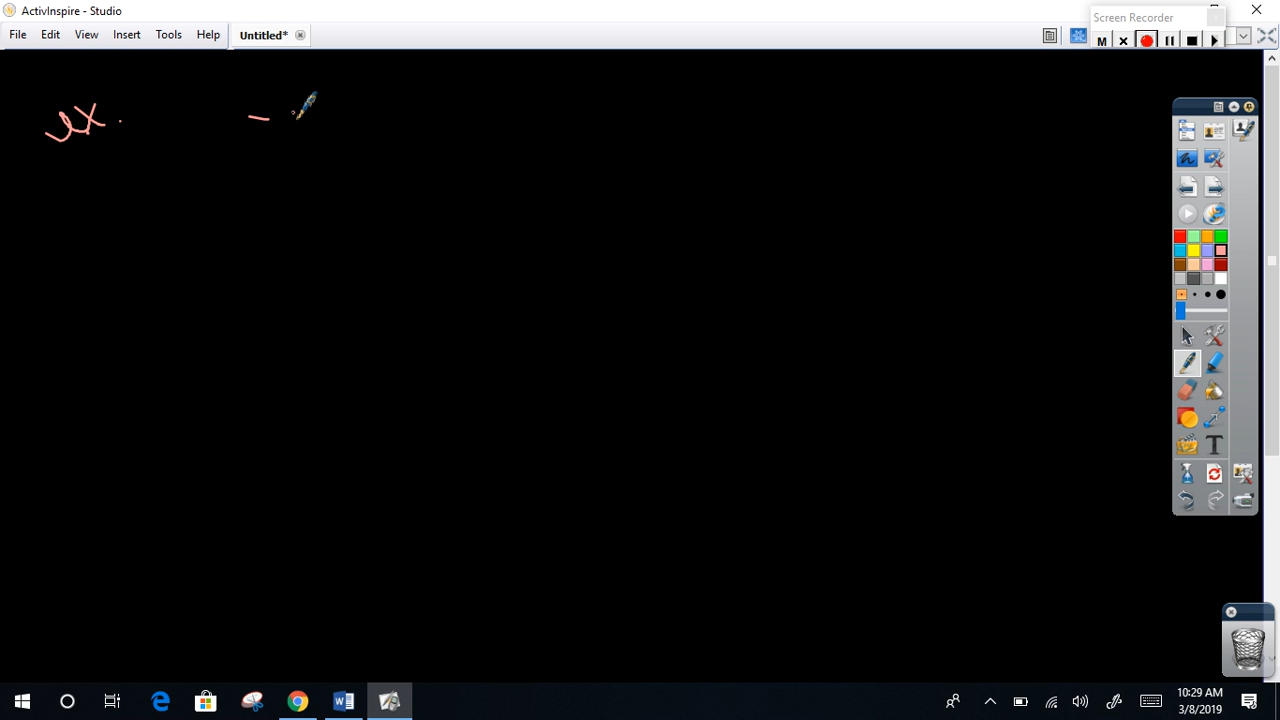 ActivInspire - Studio
Screen Recorder
File Edit View Insert Tools Help Untitled*
M
ex. -
T
10:29 AM
3/8/2019